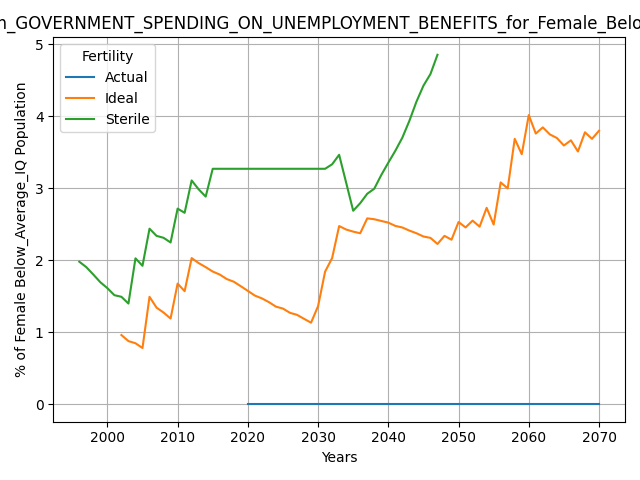 GOVERNMENT_SPENDING_ON_UNEMPLOYMENT_BENEFITS_for_Female_Belo
Fertility
Actual
Ideal
Sterile
% of Female Below_Average_IQ Population
5
4
3
2
1
0
2000 2010 2020 2030 2040 2050 2060 2070
Years